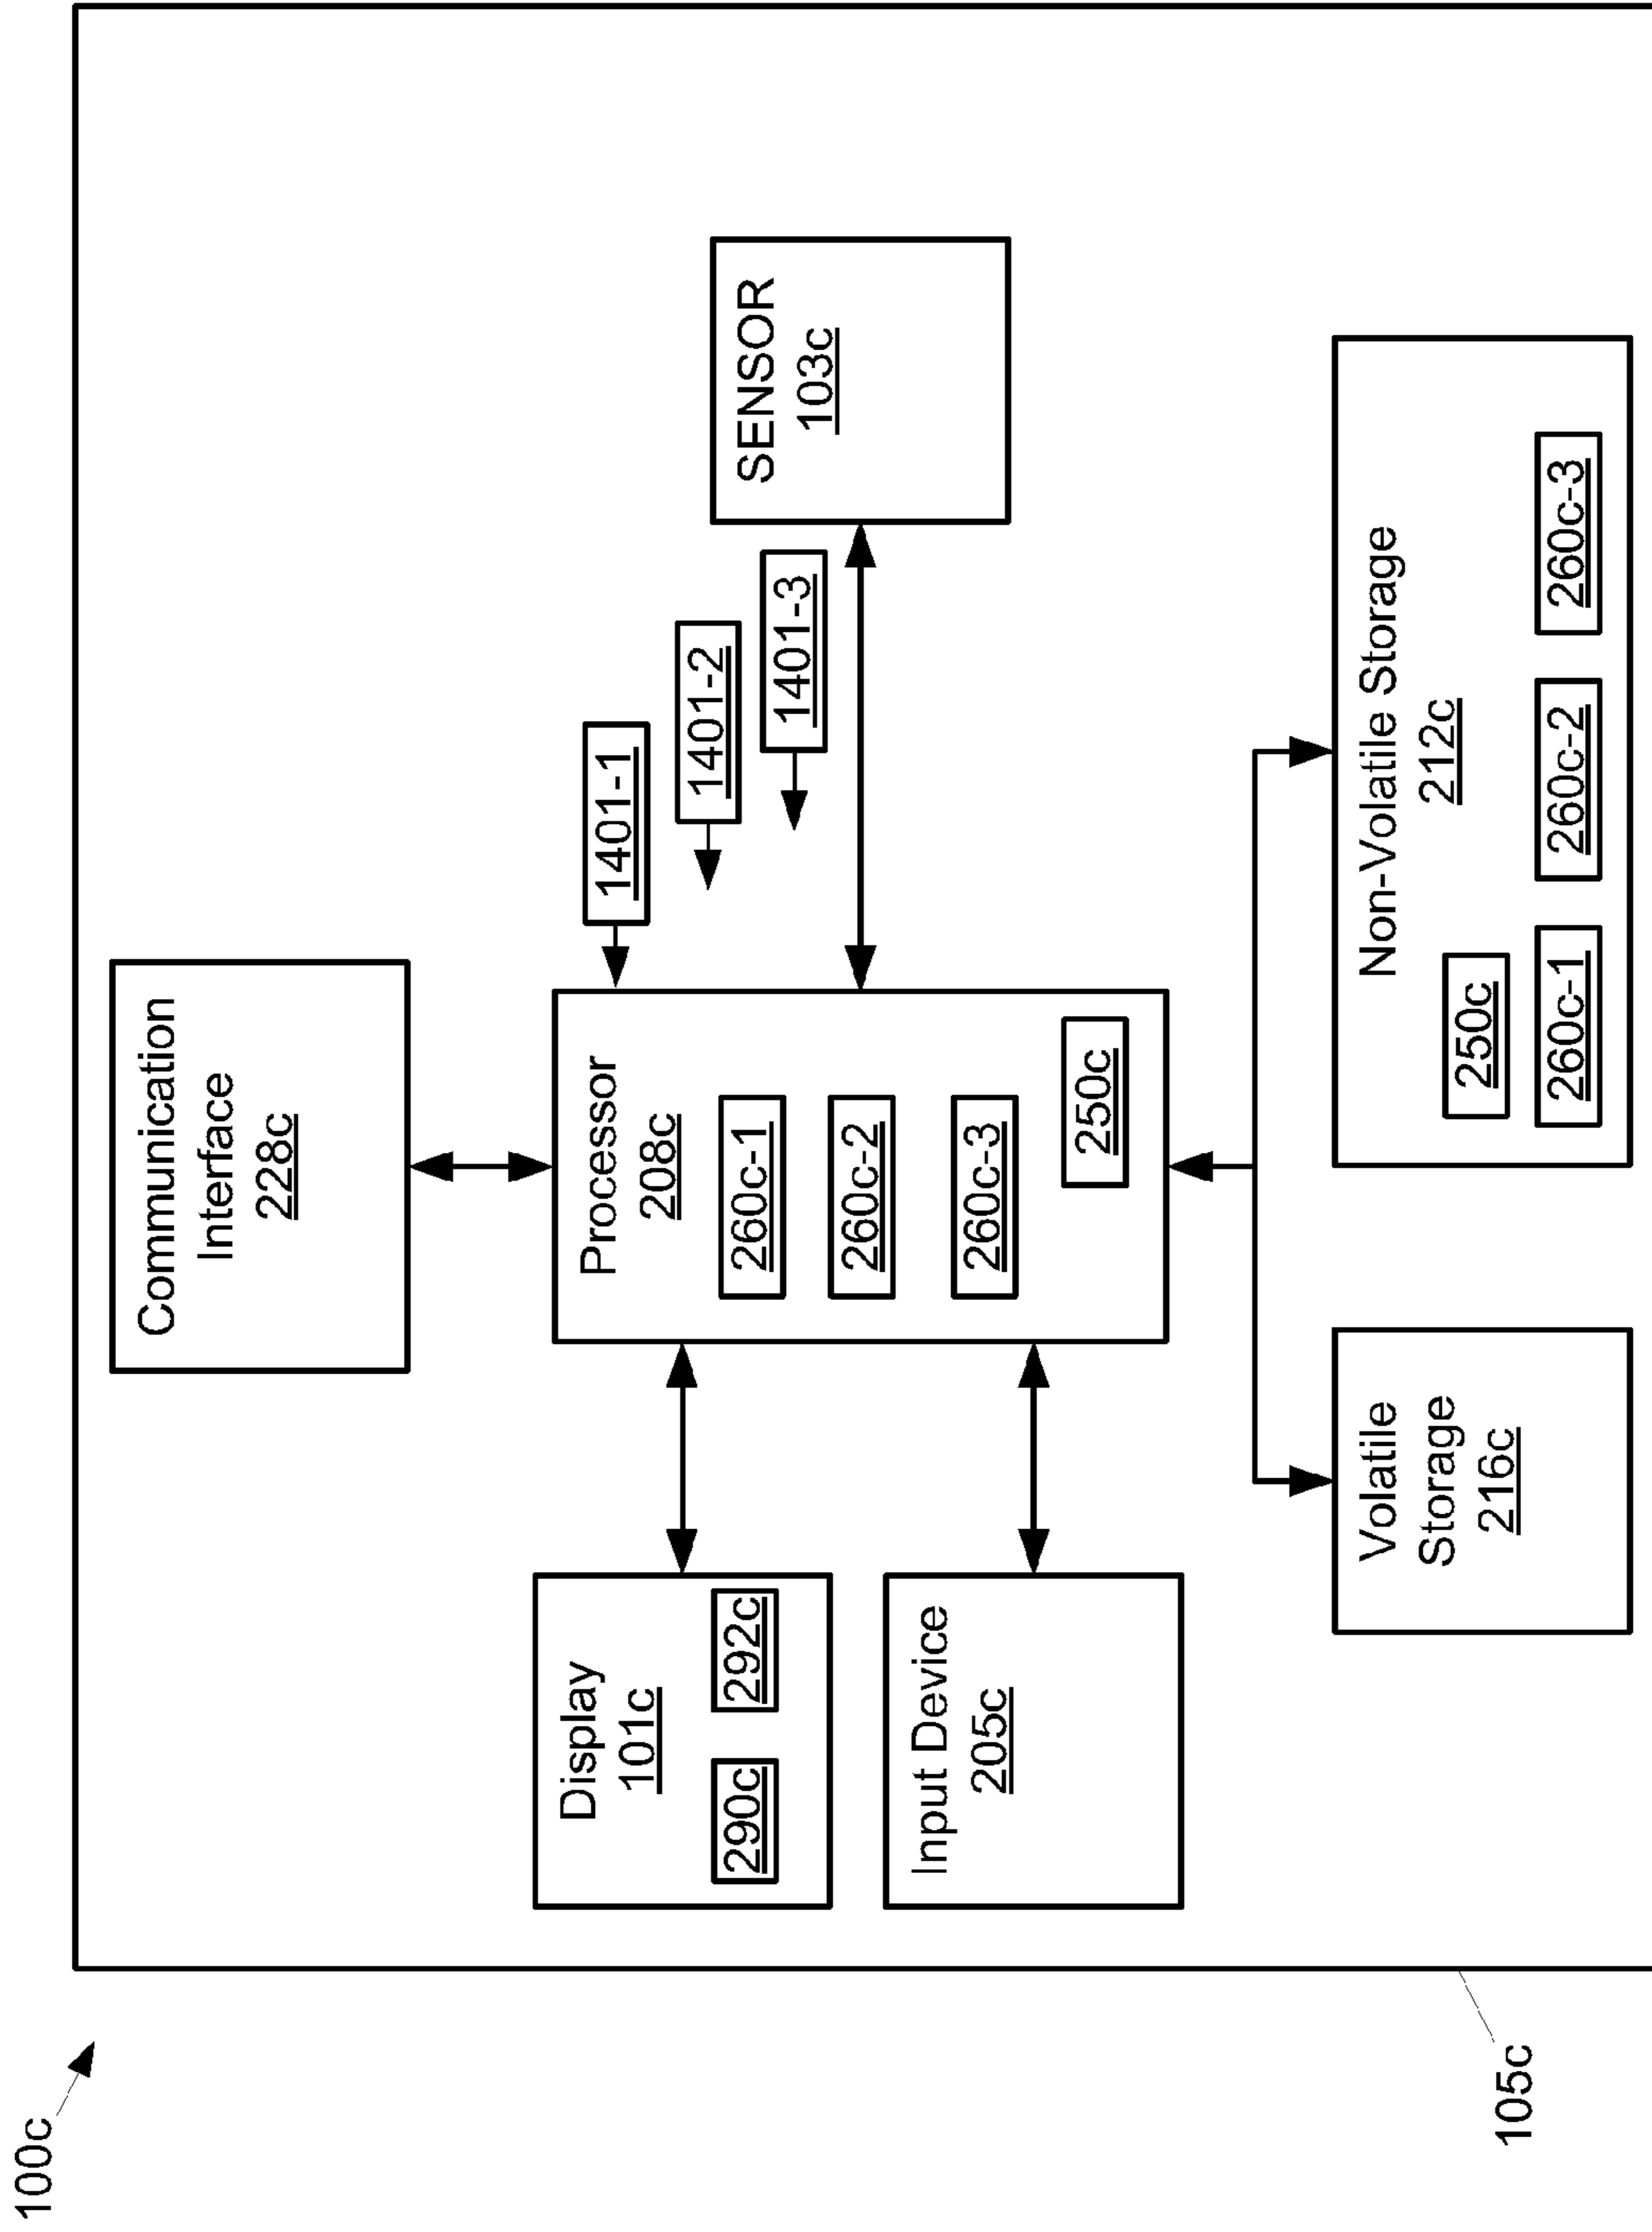 100c
105c
Communication
Interface
228c
Display
101c
290c
292c
Input Device
205c
Processor
208c
260c-1
260c-2
260c-3
250c
1401-1
1401-2
1401-3
SENSOR
103c
Volatile
Storage
216c
Non-Volatile Storage
212c
250c
260c-1
260c-2
260c-3